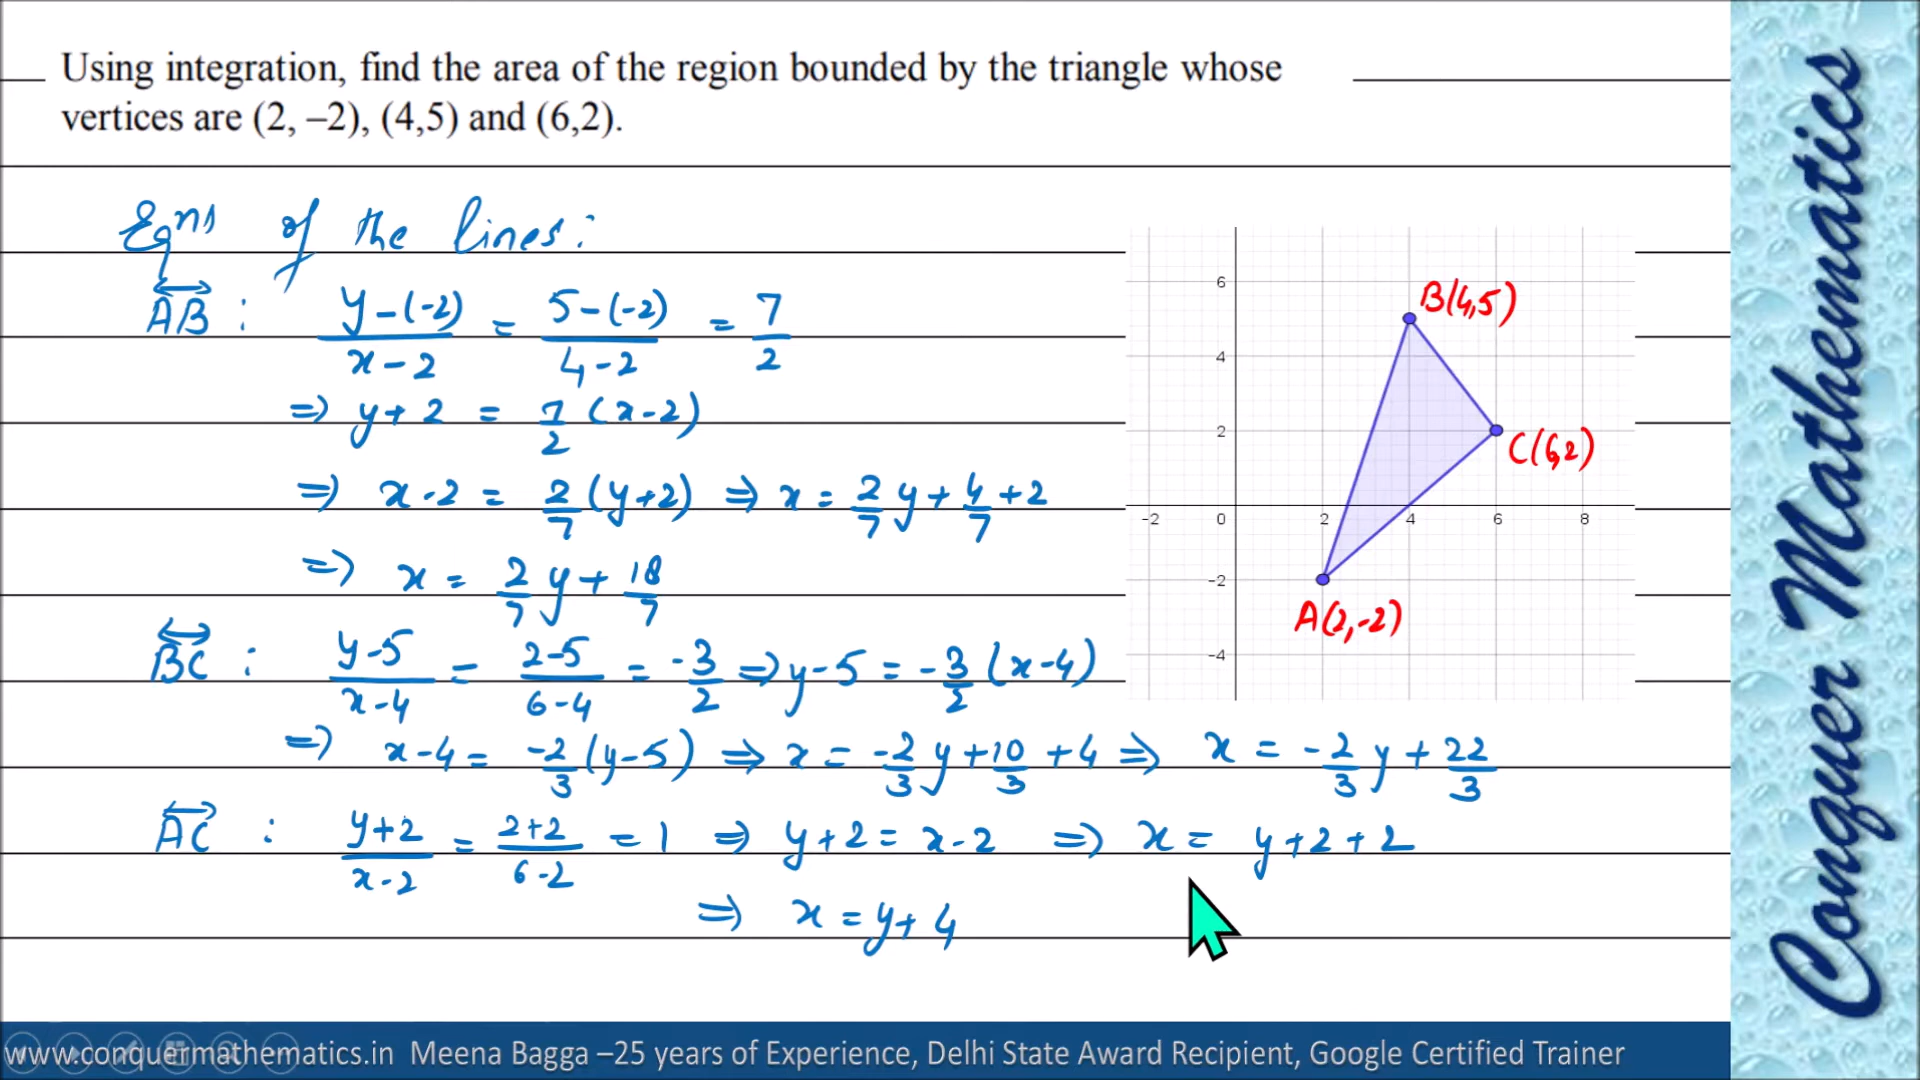 Using integration, find the area of the region bounded by the triangle whose
vertices are (2, –2), (4,5) and (6,2).
Eqns of the lines:
AB : y-(-2)/x-2 = 5-(-2)/4-2 = 7/2
⇒ y+2 = 7/2 (x-2)
⇒ x-2 = 2/7 (y+2) ⇒ x = 2/7 y + 4/7 + 2
⇒ x = 2/7 y + 18/7
BC : y-5/x-4 = 2-5/6-4 = -3/2 ⇒ y-5 = -3/2 (x-4)
⇒ x-4 = -2/3 (y-5) ⇒ x = -2/3 y + 10/3 + 4 ⇒ x = -2/3 y + 22/3
AC : y+2/x-2 = 2+2/6-2 = 1 ⇒ y+2 = x-2 ⇒ x = y+2+2
⇒ x = y+4
6
B(4,5)
4
2
C(6,2)
-2 0 2 4 6 8
-2
A(2,-2)
-4
Conquer Mathematics
www.conquermathematics.in Meena Bagga –25 years of Experience, Delhi State Award Recipient, Google Certified Trainer